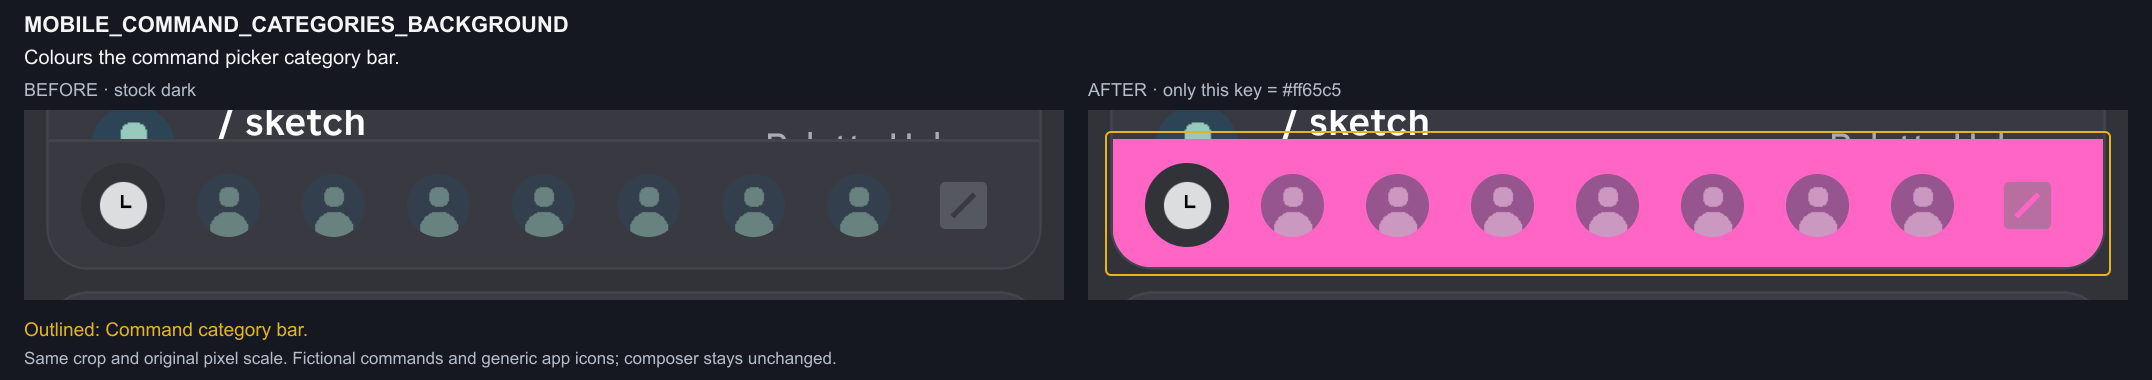 MOBILE_COMMAND_CATEGORIES_BACKGROUND
Colours the command picker category bar.
BEFORE · stock dark
AFTER · only this key = #ff65c5
/ sketch
/ sketch
Outlined: Command category bar.
Same crop and original pixel scale. Fictional commands and generic app icons; composer stays unchanged.